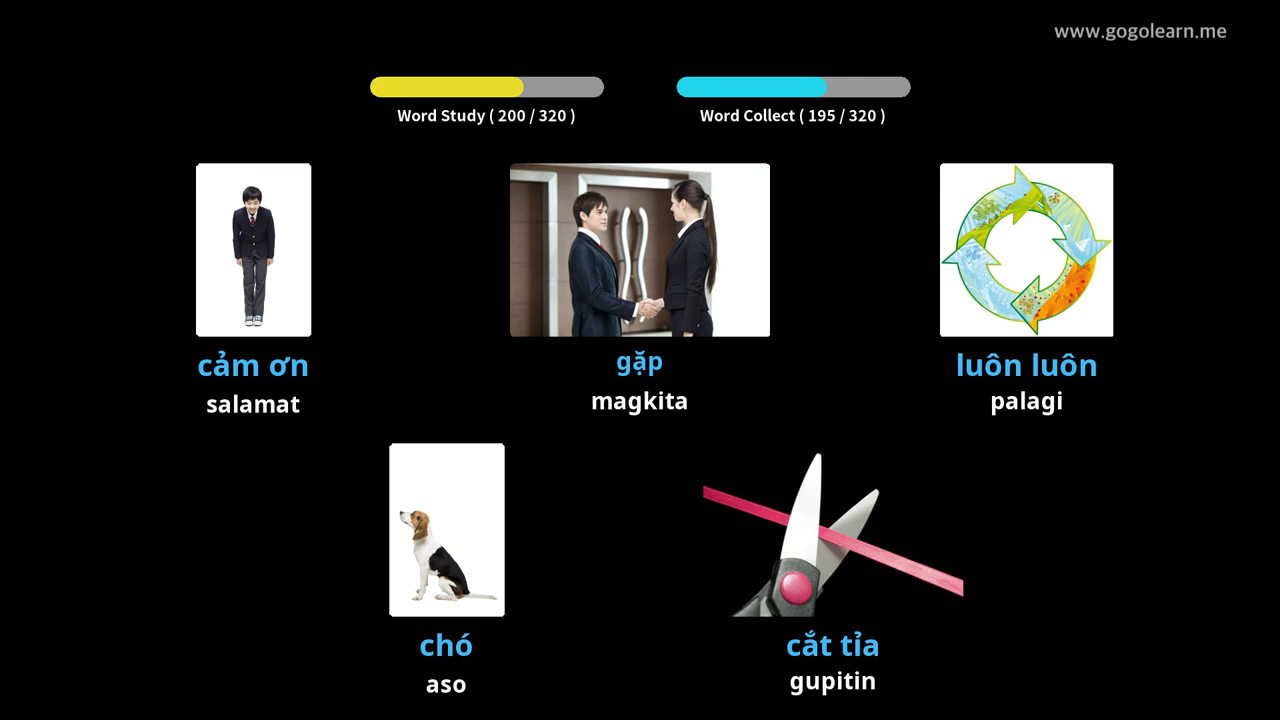 www.gogolearn.me
Word Study ( 200 / 320 )
Word Collect ( 195 / 320 )
cảm ơn
salamat
gặp
magkita
luôn luôn
palagi
chó
aso
cắt tỉa
gupitin